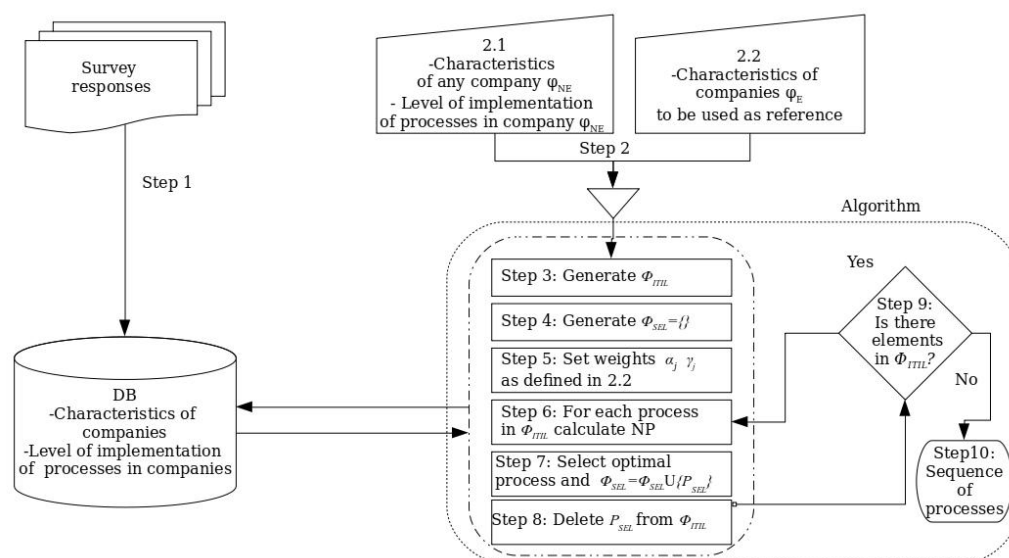 Survey
responses
Step 1
2.1
-Characteristics
of any company φNE
- Level of implementation
of processes in company φNE
2.2
-Characteristics of
companies φE
to be used as reference
Step 2
Algorithm
Step 3: Generate ΦITIL
Step 4: Generate ΦSEL={}
Step 5: Set weights αj γj
as defined in 2.2
Step 6: For each process
in ΦITIL calculate NP
Step 7: Select optimal
process and ΦSEL=ΦSELU{PSEL}
Step 8: Delete PSEL from ΦITIL
Yes
Step 9:
Is there
elements
in ΦITIL?
No
Step10:
Sequence
of
processes
DB
-Characteristics of
companies
-Level of implementation
of processes in companies